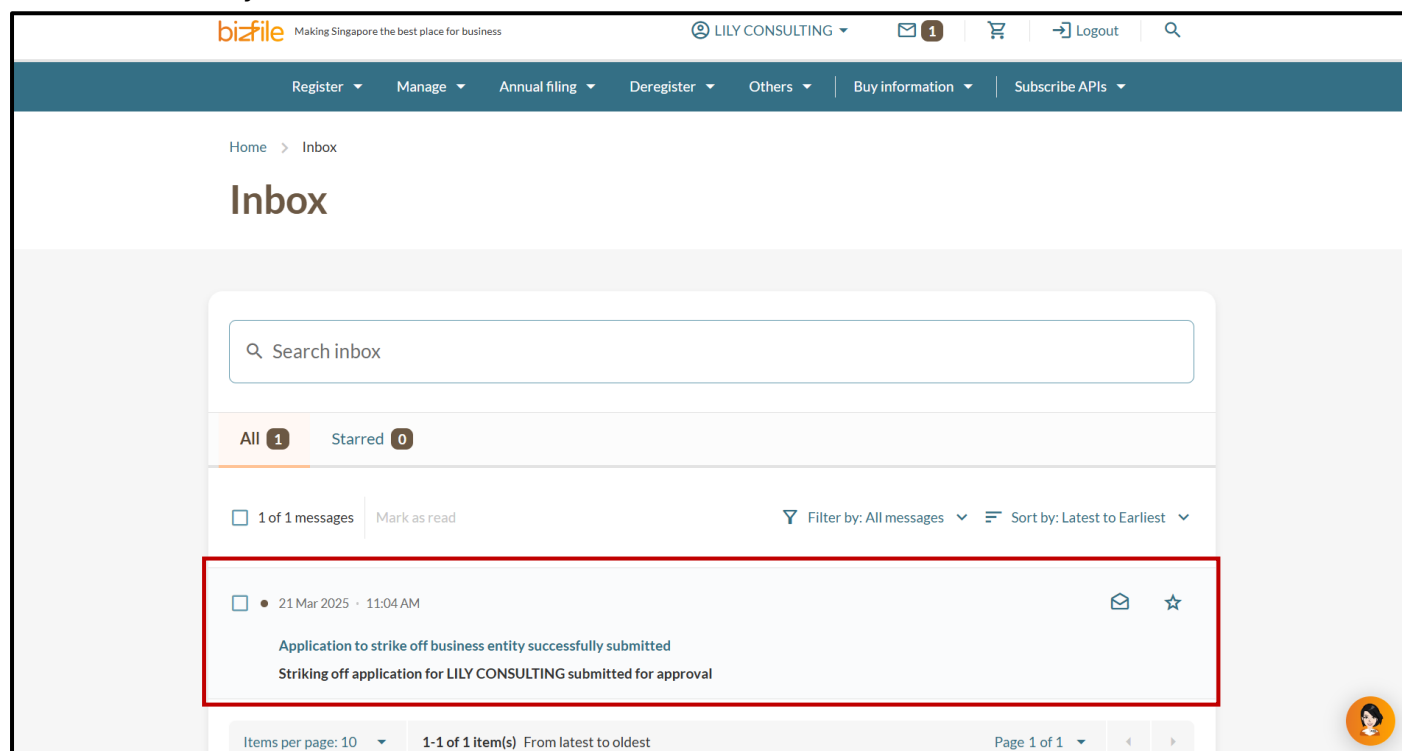 bizfile Making Singapore the best place for business LILY CONSULTING 1 Logout
Register Manage Annual filing Deregister Others Buy information Subscribe APIs
Home > Inbox
Inbox
Search inbox
All 1 Starred 0
1 of 1 messages Mark as read Filter by: All messages Sort by: Latest to Earliest
21 Mar 2025 · 11:04 AM
Application to strike off business entity successfully submitted
Striking off application for LILY CONSULTING submitted for approval
Items per page: 10 1-1 of 1 item(s) From latest to oldest Page 1 of 1